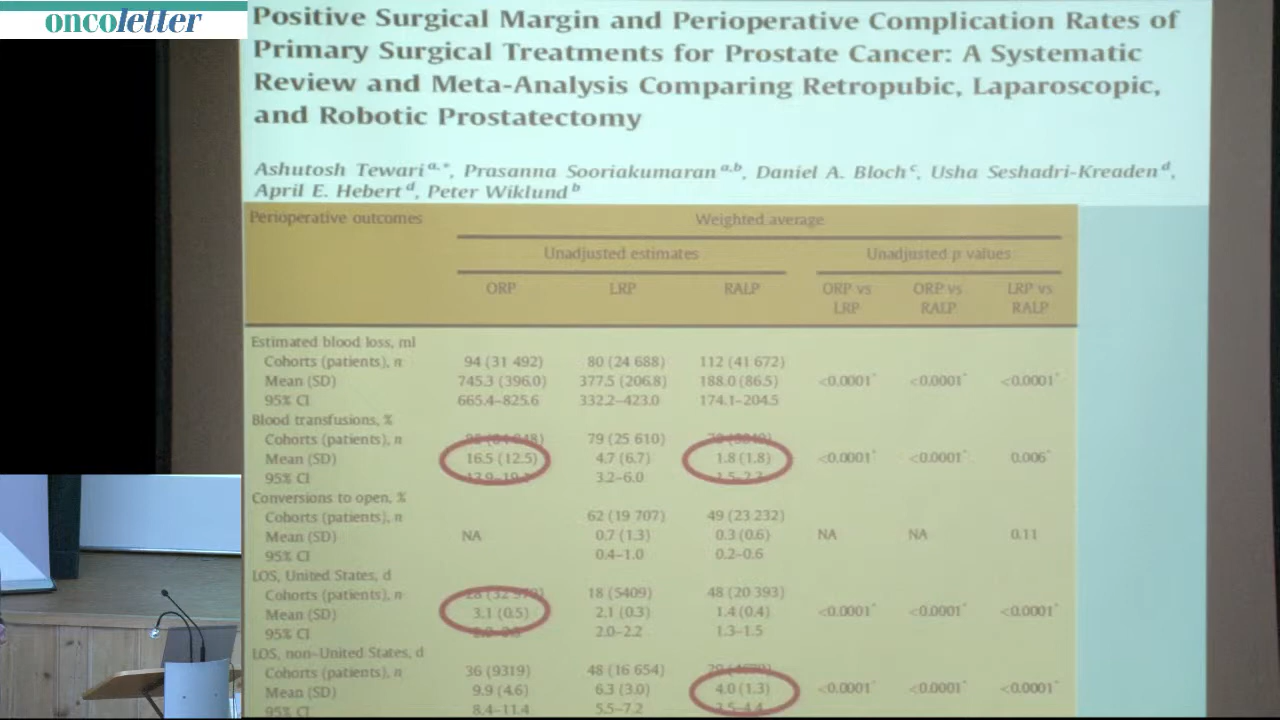 oncoletter
Positive Surgical Margin and Perioperative Complication Rates of
Primary Surgical Treatments for Prostate Cancer: A Systematic
Review and Meta-Analysis Comparing Retropubic, Laparoscopic,
and Robotic Prostatectomy
Ashutosh Tewari a,*, Prasanna Sooriakumaran a,b, Daniel A. Bloch c, Usha Seshadri-Kreaden d,
April E. Hebert d, Peter Wiklund b
Perioperative outcomes Weighted average
Unadjusted estimates Unadjusted p values
ORP LRP RALP ORP vs LRP ORP vs RALP LRP vs RALP
Estimated blood loss, ml
Cohorts (patients), n 94 (31 492) 80 (24 688) 112 (41 672)
Mean (SD) 745.3 (396.0) 377.5 (206.8) 188.0 (86.5) <0.0001* <0.0001* <0.0001*
95% CI 665.4–825.6 332.2–423.0 174.1–204.5
Blood transfusions, %
Cohorts (patients), n 79 (25 610)
Mean (SD) 16.5 (12.5) 4.7 (6.7) 1.8 (1.8) <0.0001* <0.0001* 0.006*
95% CI 3.2–6.0
Conversions to open, %
Cohorts (patients), n 62 (19 707) 49 (23 232)
Mean (SD) NA 0.7 (1.3) 0.3 (0.6) NA NA 0.11
95% CI 0.4–1.0 0.2–0.6
LOS, United States, d
Cohorts (patients), n 18 (5409) 48 (20 393)
Mean (SD) 3.1 (0.5) 2.1 (0.3) 1.4 (0.4) <0.0001* <0.0001* <0.0001*
95% CI 2.0–2.2 1.3–1.5
LOS, non-United States, d
Cohorts (patients), n 36 (9319) 48 (16 654)
Mean (SD) 9.9 (4.6) 6.3 (3.0) 4.0 (1.3) <0.0001* <0.0001* <0.0001*
95% CI 8.4–11.4 5.5–7.2